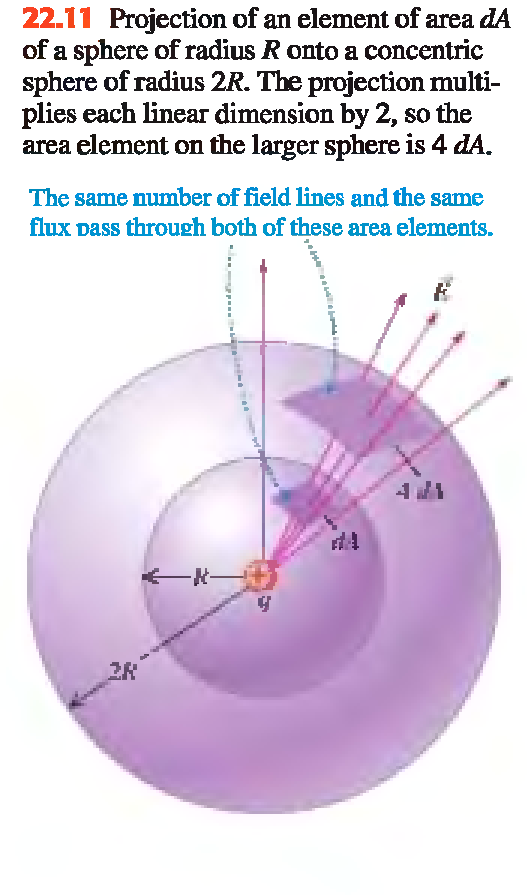 22.11 Projection of an element of area dA
of a sphere of radius R onto a concentric
sphere of radius 2R. The projection multi-
plies each linear dimension by 2, so the
area element on the larger sphere is 4 dA.
The same number of field lines and the same
flux pass through both of these area elements.
E
4 dA
dA
R
q
2R